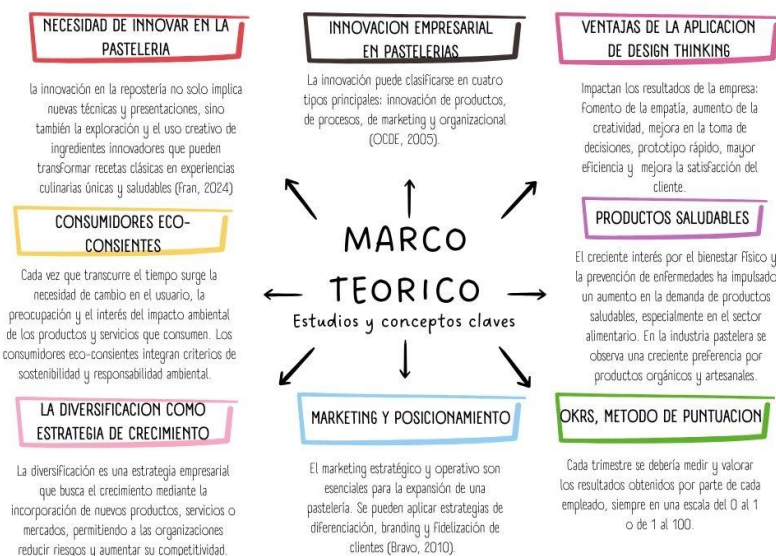 NECESIDAD DE INNOVAR EN LA
PASTELERIA
la innovación en la repostería no solo implica
nuevas técnicas y presentaciones, sino
también la exploración y el uso creativo de
ingredientes innovadores que pueden
transformar recetas clásicas en experiencias
culinarias únicas y saludables (Fran, 2024)
INNOVACION EMPRESARIAL
EN PASTELERIAS
La innovación puede clasificarse en cuatro
tipos principales: innovación de productos,
de procesos, de marketing y organizacional
(OCDE, 2005).
VENTAJAS DE LA APLICACION
DE DESIGN THINKING
Impactan los resultados de la empresa:
Fomento de la empatía, aumento de la
creatividad, mejora en la toma de
decisiones, prototipo rápido, mayor
eficiencia y mejora la satisfacción del
cliente.
CONSUMIDORES ECO-
CONSIENTES
Cada vez que transcurre el tiempo surge la
necesidad de cambio en el usuario, la
preocupación y el interés del impacto ambiental
de los productos y servicios que consumen. Los
consumidores eco-consientes integran criterios de
sostenibilidad y responsabilidad ambiental.
MARCO
TEORICO
Estudios y conceptos claves
PRODUCTOS SALUDABLES
El creciente interés por el bienestar físico y
la prevención de enfermedades ha impulsado
un aumento en la demanda de productos
saludables, especialmente en el sector
alimentario. En la industria pastelera se
observa una creciente preferencia por
productos orgánicos y artesanales.
LA DIVERSIFICACION COMO
ESTRATEGIA DE CRECIMIENTO
La diversificación es una estrategia empresarial
que busca el crecimiento mediante la
incorporación de nuevos productos, servicios o
mercados, permitiendo a las organizaciones
reducir riesgos y aumentar su competitividad.
MARKETING Y POSICIONAMIENTO
El marketing estratégico y operativo son
esenciales para la expansión de una
pastelería. Se pueden aplicar estrategias de
diferenciación, branding y fidelización de
clientes (Bravo, 2010).
OKRS, METODO DE PUNTUACION
Cada trimestre se debería medir y valorar
los resultados obtenidos por parte de cada
empleado, siempre en una escala del 0 al 1
o de 1 al 100.